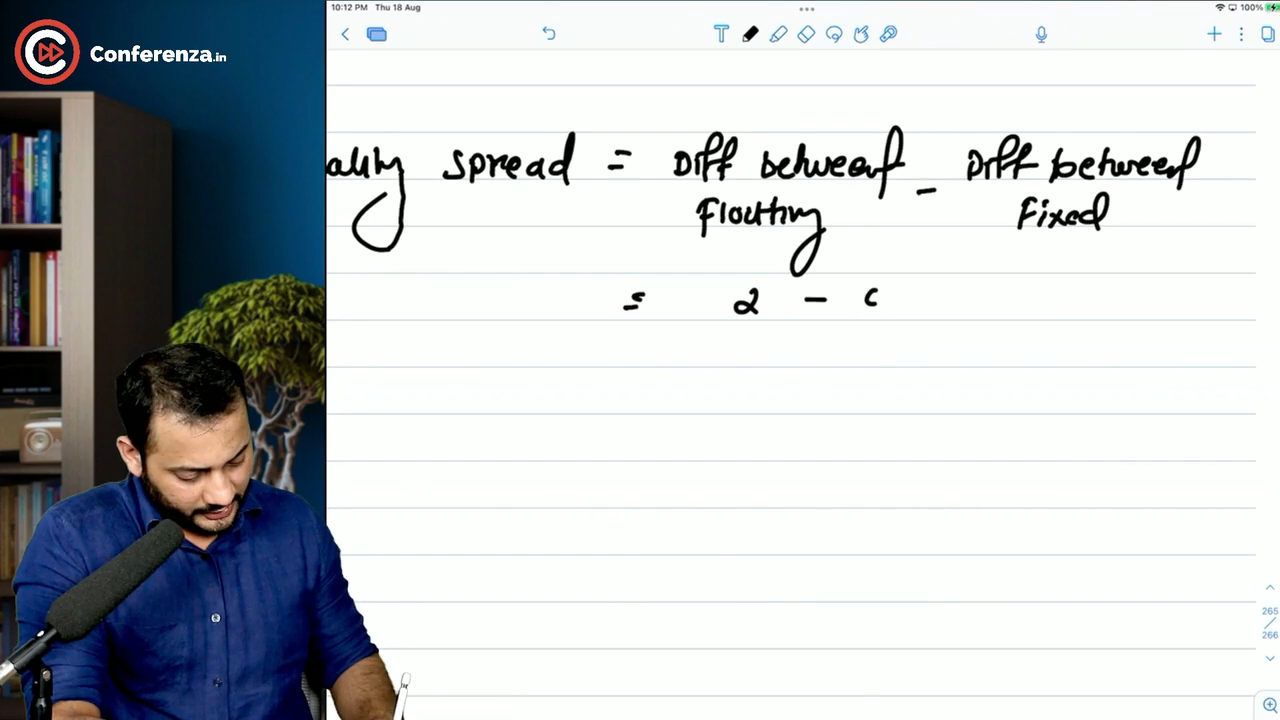 10:12 PM Thu 18 Aug
100%
Conferenza.in
ality spread = Diff between - Diff between
Floating Fixed
= 2 - 0
265
266